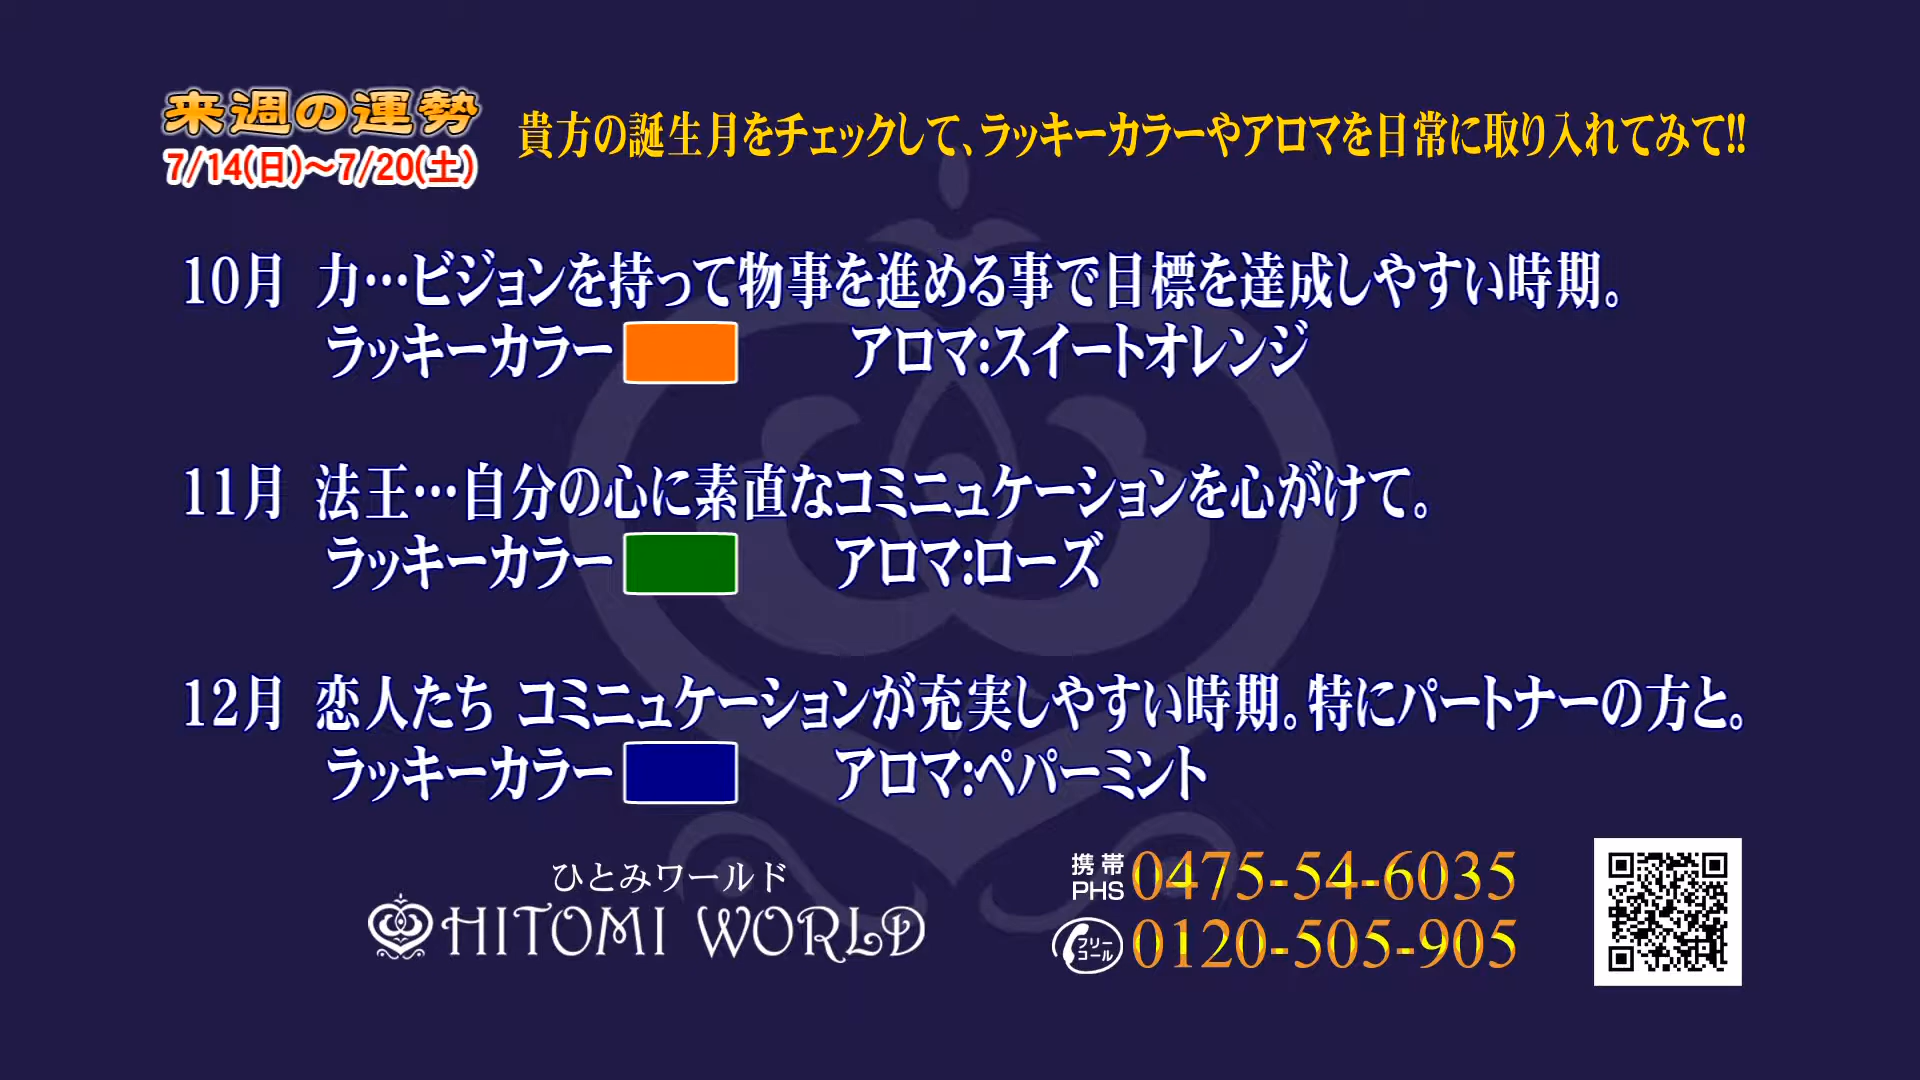 来週の運勢
7/14(日)～7/20(土)
貴方の誕生月をチェックして、ラッキーカラーやアロマを日常に取り入れてみて!!
10月 力…ビジョンを持って物事を進める事で目標を達成しやすい時期。
ラッキーカラー アロマ:スイートオレンジ
11月 法王…自分の心に素直なコミニュケーションを心がけて。
ラッキーカラー アロマ:ローズ
12月 恋人たち コミニュケーションが充実しやすい時期。特にパートナーの方と。
ラッキーカラー アロマ:ペパーミント
ひとみワールド
HITOMI WORLD
携帯
PHS 0475-54-6035
フリーコール 0120-505-905